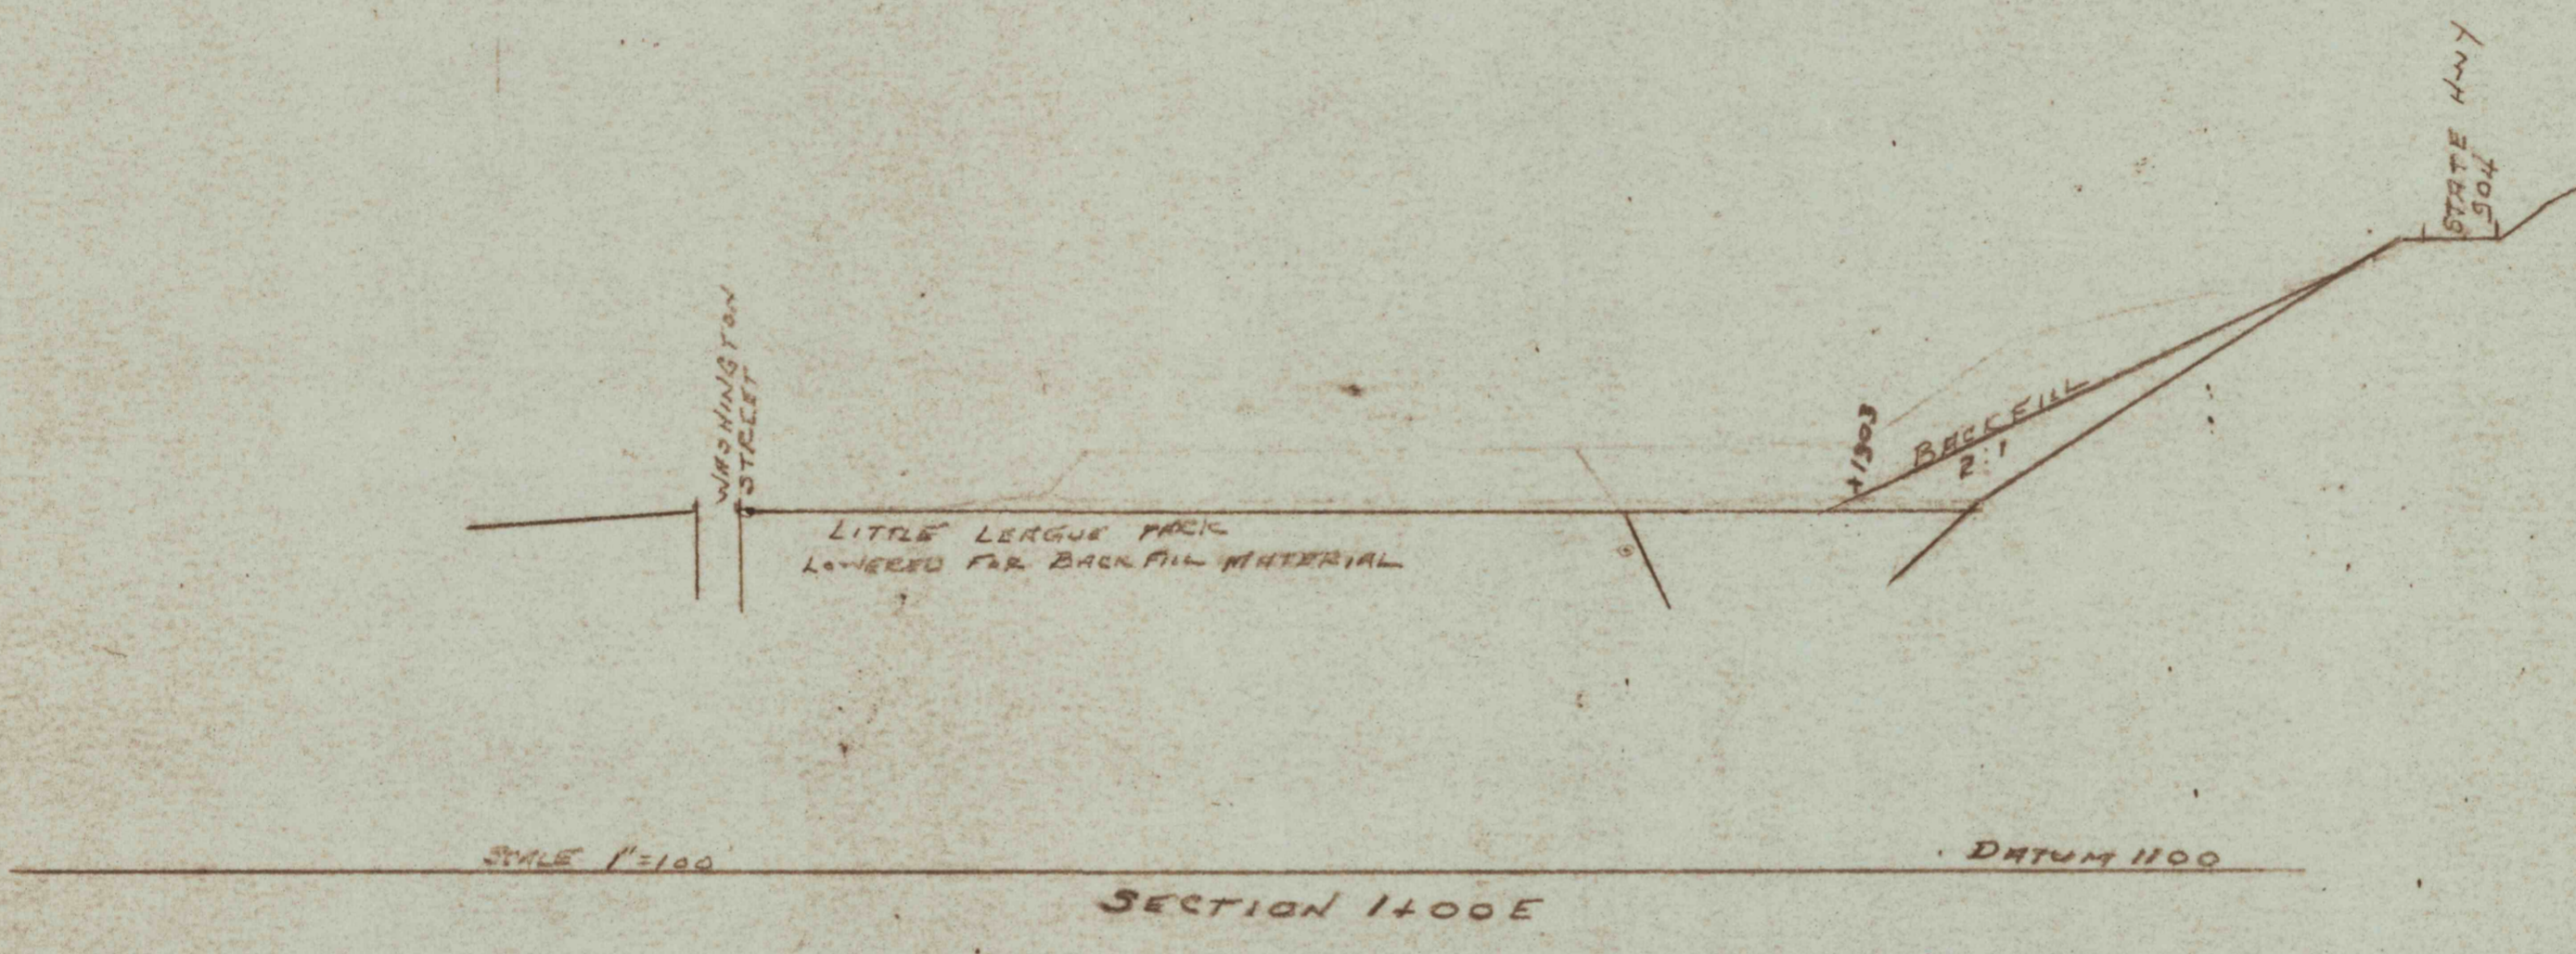 STATE HWY
904
WASHINGTON
STREET
+1903
BACKFILL
2:1
LITTLE LEAGUE PARK
LOWERED FOR BACKFILL MATERIAL
SCALE 1"=100
DATUM 1100
SECTION 1+00E